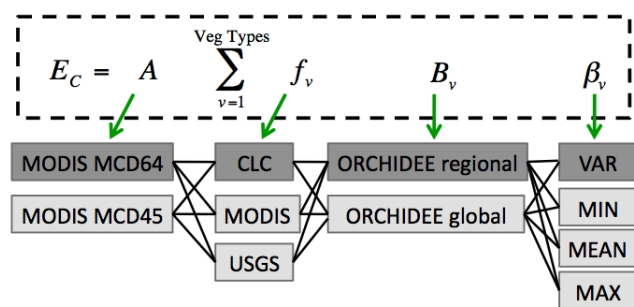 Veg Types
E_C = A ∑ f_v B_v β_v
v=1
MODIS MCD64 CLC ORCHIDEE regional VAR
MODIS MCD45 MODIS ORCHIDEE global MIN
USGS MEAN
MAX